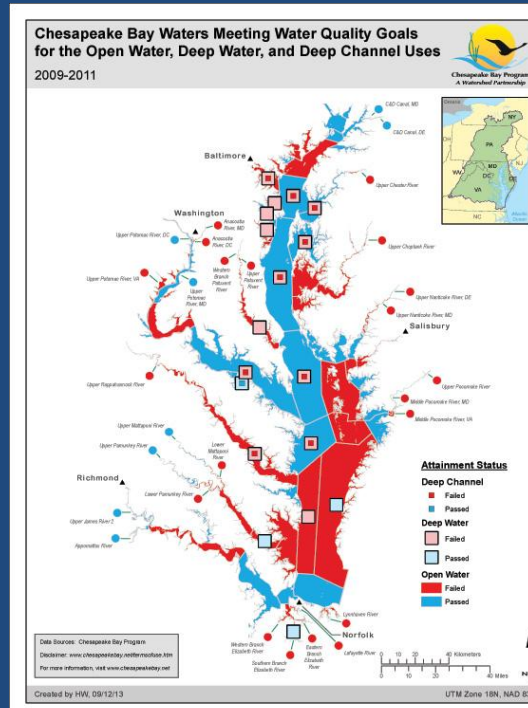 Chesapeake Bay Waters Meeting Water Quality Goals
for the Open Water, Deep Water, and Deep Channel Uses
2009-2011
Chesapeake Bay Program
A Watershed Partnership
C&D Canal, MD
C&D Canal, DE
Baltimore
Upper Chester River
Washington
Anacostia
River, MD
Upper Potomac River, DC
Anacostia
River, DC
Upper Choptank River
Western
Branch
Patuxent
River
Upper
Patuxent
River
Upper Potomac River, VA
Upper
Potomac
River, MD
Upper Nanticoke River, DE
Upper Nanticoke River, MD
Salisbury
Upper Rappahannock River
Upper Pocomoke River
Middle Pocomoke River, MD
Middle Pocomoke River, VA
Upper Mattaponi River
Upper Pamunkey River
Lower
Mattaponi
River
Lower Pamunkey River
Richmond
Upper James River 2
Appomattox River
Lynnhaven River
Norfolk
Lafayette River
Western Branch
Elizabeth River
Southern Branch
Elizabeth River
Eastern
Branch
Elizabeth
River
NY
PA
OH
NJ
MD
WV
DC
DE
VA
NC
Attainment Status
Deep Channel
Failed
Passed
Deep Water
Failed
Passed
Open Water
Failed
Passed
Data Sources: Chesapeake Bay Program
Disclaimer: www.chesapeakebay.net/termsofuse.htm
For more information, visit www.chesapeakebay.net
0 10 20 40 Kilometers
0 10 20 40 Miles
Created by HW, 09/12/13
UTM Zone 18N, NAD 83